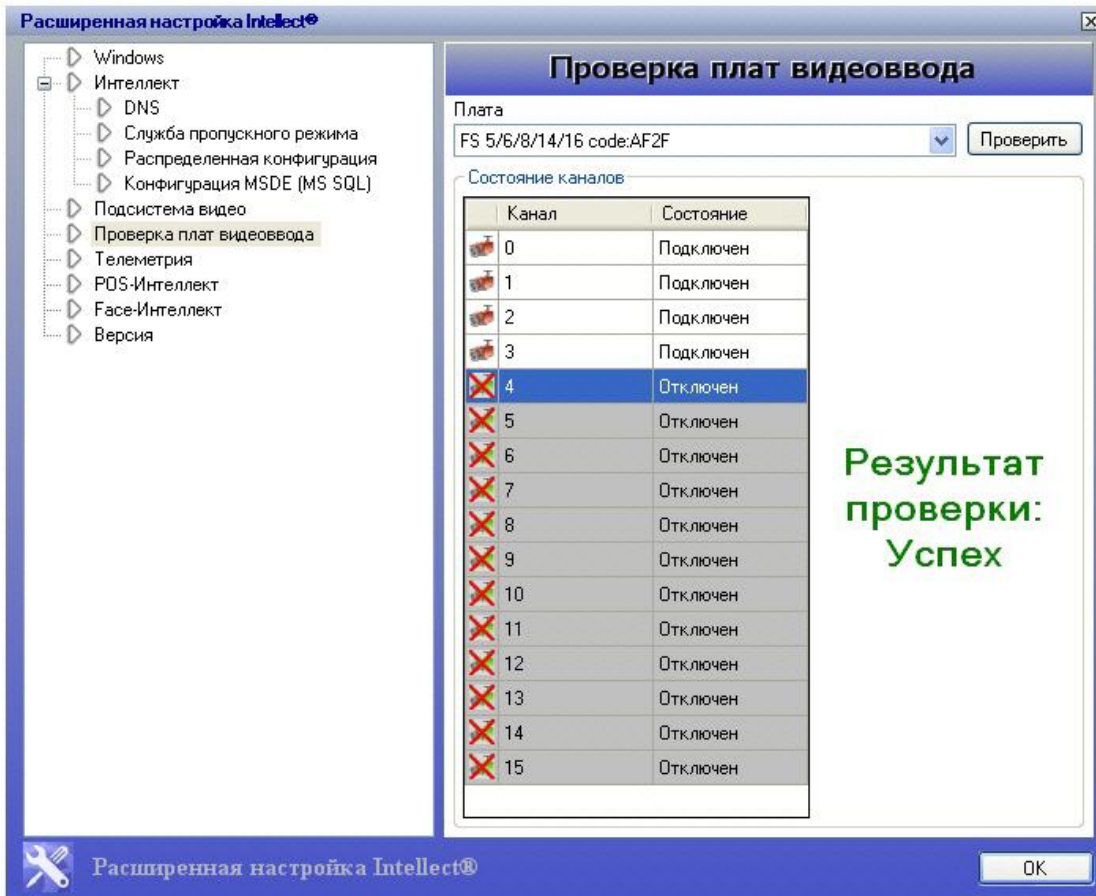 Расширенная настройка Intellect®
Windows
Интеллект
DNS
Служба пропускного режима
Распределенная конфигурация
Конфигурация MSDE (MS SQL)
Подсистема видео
Проверка плат видеоввода
Телеметрия
POS-Интеллект
Face-Интеллект
Версия
Проверка плат видеоввода
Плата
FS 5/6/8/14/16 code:AF2F
Проверить
Состояние каналов
Канал Состояние
0 Подключен
1 Подключен
2 Подключен
3 Подключен
4 Отключен
5 Отключен
6 Отключен
7 Отключен
8 Отключен
9 Отключен
10 Отключен
11 Отключен
12 Отключен
13 Отключен
14 Отключен
15 Отключен
Результат
проверки:
Успех
Расширенная настройка Intellect®
OK